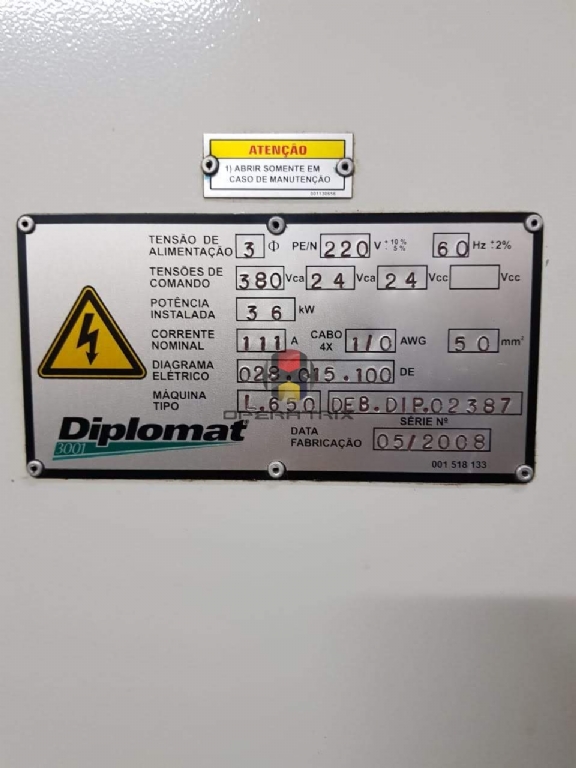 ATENÇÃO
1) ABRIR SOMENTE EM
CASO DE MANUTENÇÃO
TENSÃO DE ALIMENTAÇÃO 3 Φ PE/N 220 V +10% -5% 60 Hz ±2%
TENSÕES DE COMANDO 380 Vca 24 Vca 24 Vcc Vcc
POTÊNCIA INSTALADA 36 kW
CORRENTE NOMINAL 111 A CABO 4X 1/0 AWG 50 mm²
DIAGRAMA ELÉTRICO 028.015.100 DE
MÁQUINA TIPO L.650 DEB.DIP.02387
OPERATRIX
SÉRIE Nº
Diplomat
3001
DATA FABRICAÇÃO 05/2008
001 518 133